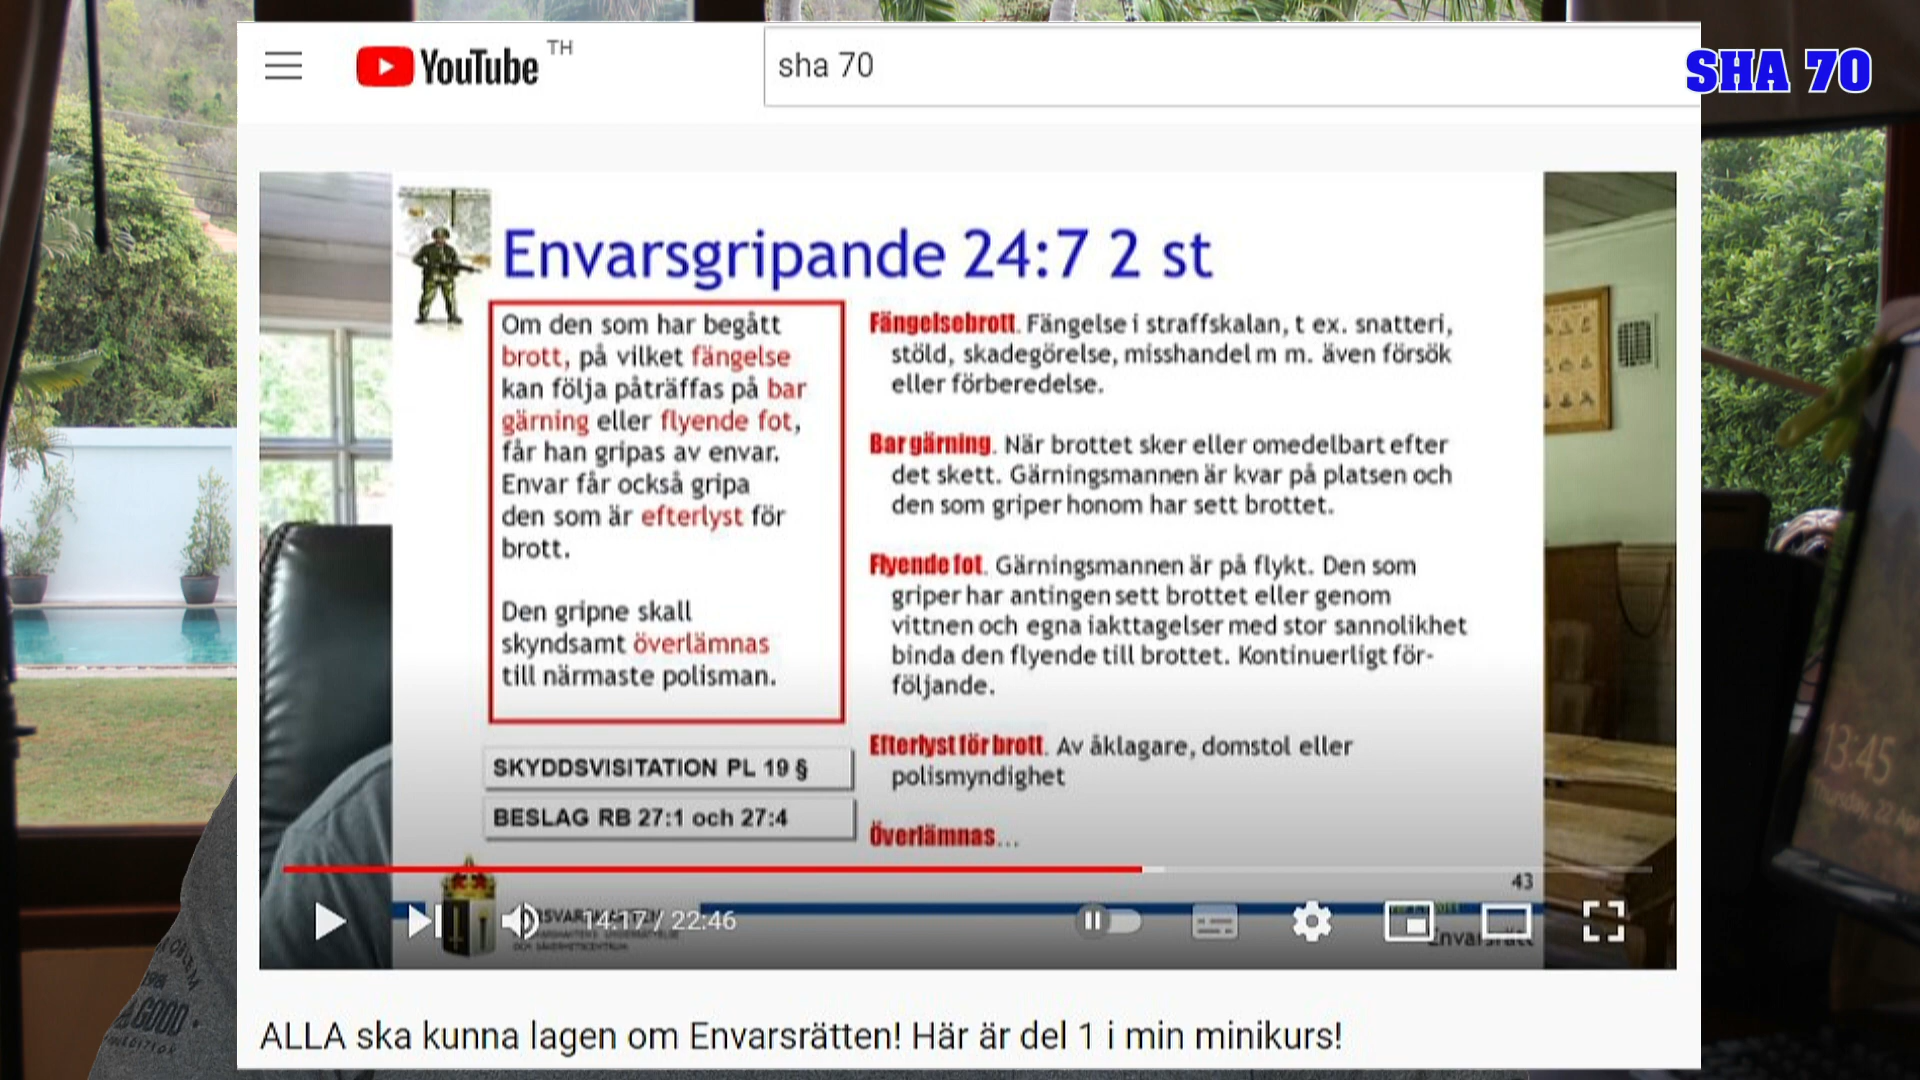 YouTube TH
sha 70
SHA 70
Envarsgripande 24:7 2 st
Om den som har begått
brott, på vilket fängelse
kan följa påträffas på bar
gärning eller flyende fot,
får han gripas av envar.
Envar får också gripa
den som är efterlyst för
brott.
Den gripne skall
skyndsamt överlämnas
till närmaste polisman.
SKYDDSVISITATION PL 19 §
BESLAG RB 27:1 och 27:4
Fängelsebrott. Fängelse i straffskalan, t ex. snatteri,
stöld, skadegörelse, misshandel m m. även försök
eller förberedelse.
Bar gärning. När brottet sker eller omedelbart efter
det skett. Gärningsmannen är kvar på platsen och
den som griper honom har sett brottet.
Flyende fot. Gärningsmannen är på flykt. Den som
griper har antingen sett brottet eller genom
vittnen och egna iakttagelser med stor sannolikhet
binda den flyende till brottet. Kontinuerligt för-
följande.
Efterlyst för brott. Av åklagare, domstol eller
polismyndighet
Överlämnas...
43
14:17 / 22:46
Envarsrätt
ALLA ska kunna lagen om Envarsrätten! Här är del 1 i min minikurs!
13:45
GOOD